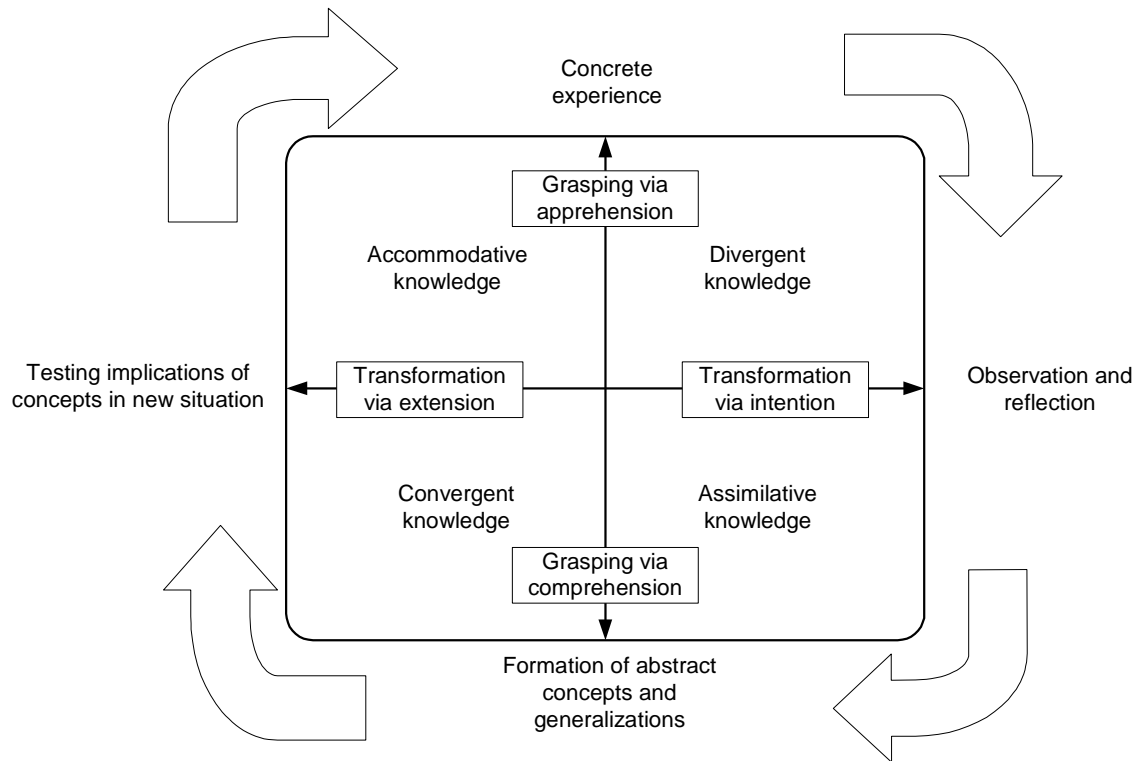 Concrete
experience
Grasping via
apprehension
Accommodative
knowledge
Divergent
knowledge
Testing implications of
concepts in new situation
Transformation
via extension
Transformation
via intention
Observation and
reflection
Convergent
knowledge
Assimilative
knowledge
Grasping via
comprehension
Formation of abstract
concepts and
generalizations